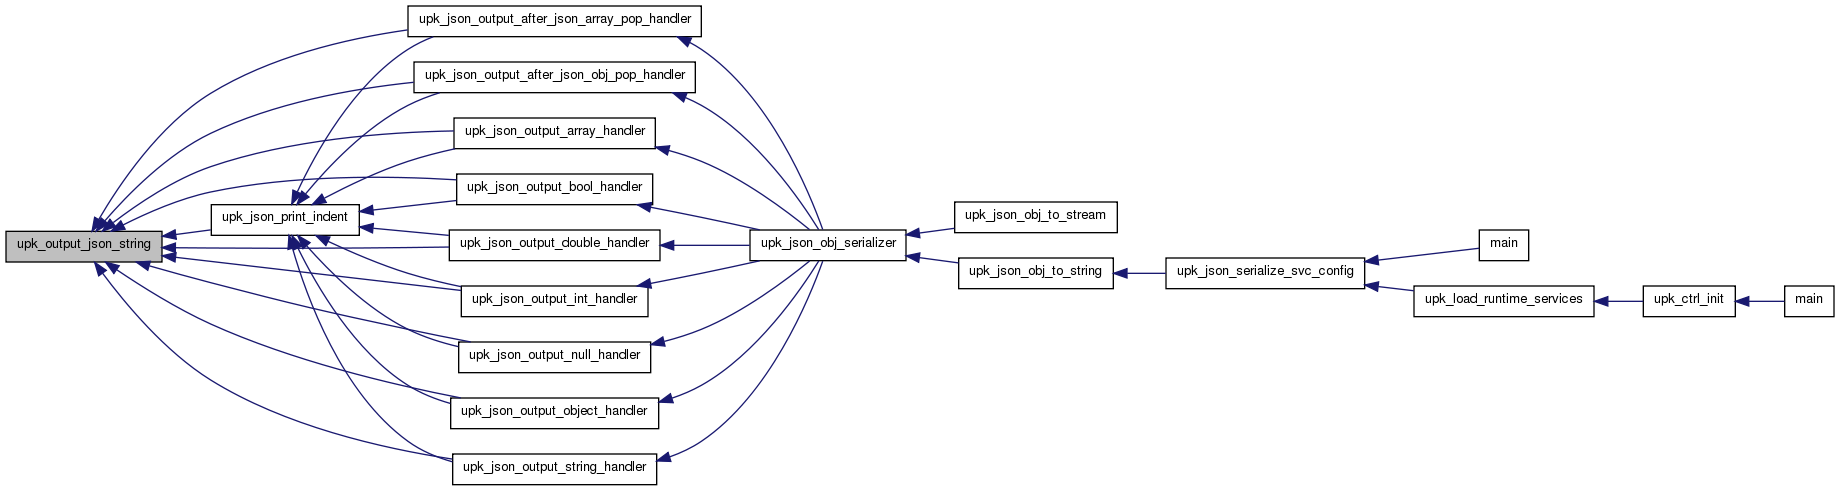 upk_json_output_after_json_array_pop_handler
upk_json_output_after_json_obj_pop_handler
upk_json_output_array_handler
upk_json_output_bool_handler
upk_json_print_indent
upk_output_json_string
upk_json_output_double_handler
upk_json_output_int_handler
upk_json_output_null_handler
upk_json_output_object_handler
upk_json_output_string_handler
upk_json_obj_serializer
upk_json_obj_to_stream
upk_json_obj_to_string
upk_json_serialize_svc_config
main
upk_load_runtime_services
upk_ctrl_init
main